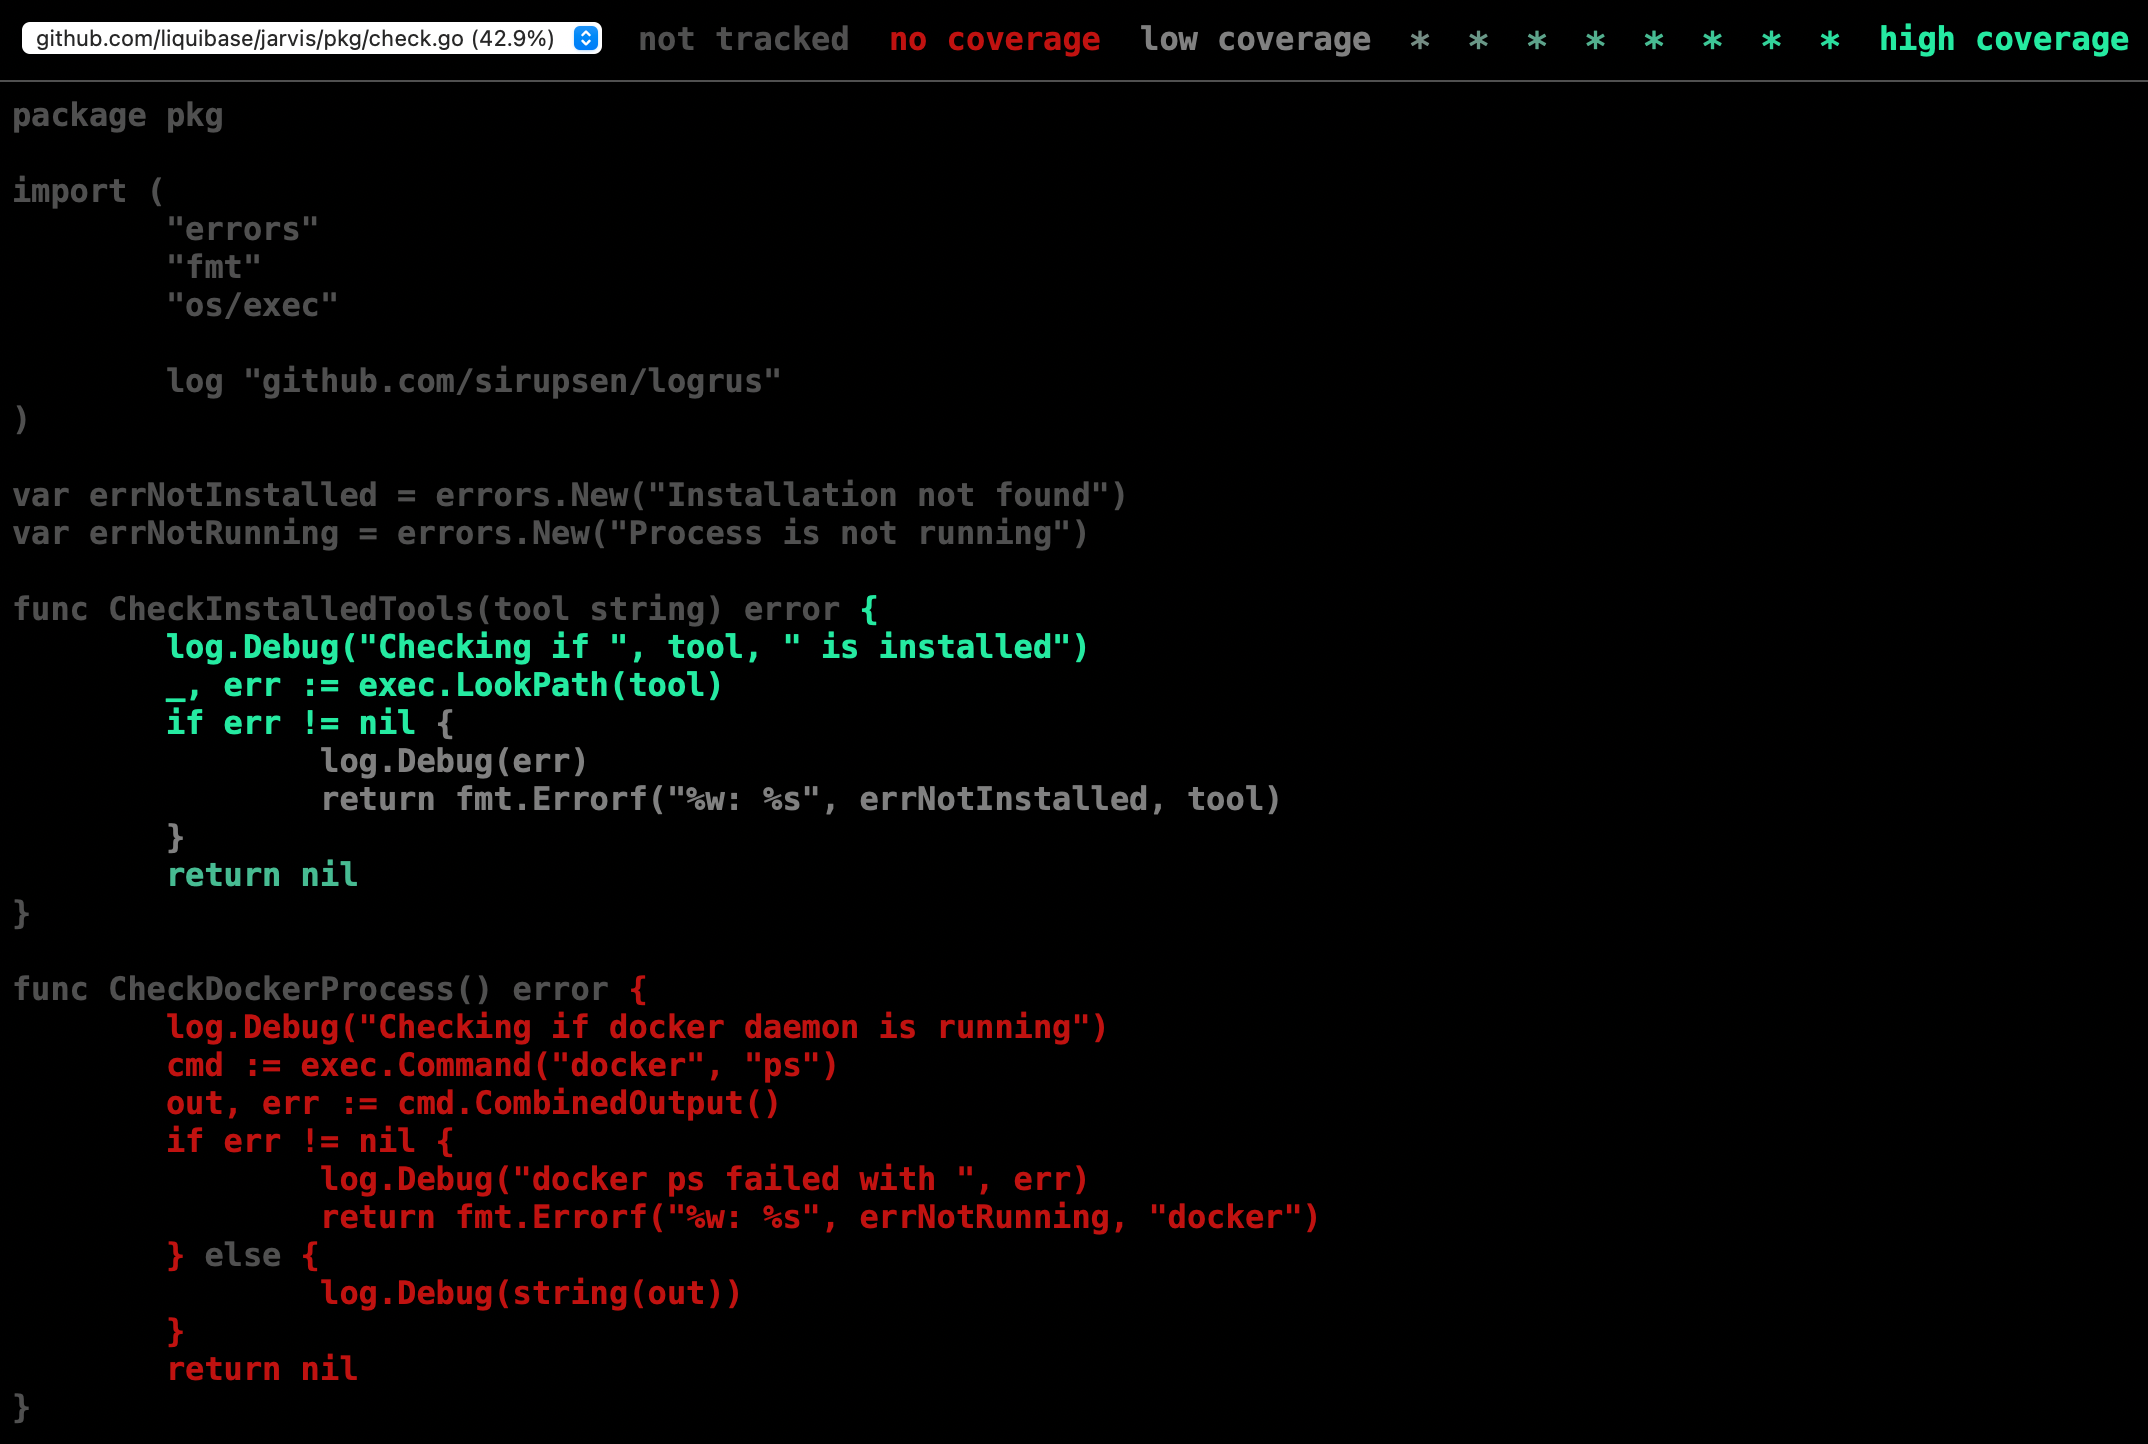 github.com/liquibase/jarvis/pkg/check.go (42.9%) not tracked no coverage low coverage * * * * * * * * high coverage
package pkg
import (
"errors"
"fmt"
"os/exec"
log "github.com/sirupsen/logrus"
)
var errNotInstalled = errors.New("Installation not found")
var errNotRunning = errors.New("Process is not running")
func CheckInstalledTools(tool string) error {
log.Debug("Checking if ", tool, " is installed")
_, err := exec.LookPath(tool)
if err != nil {
log.Debug(err)
return fmt.Errorf("%w: %s", errNotInstalled, tool)
}
return nil
}
func CheckDockerProcess() error {
log.Debug("Checking if docker daemon is running")
cmd := exec.Command("docker", "ps")
out, err := cmd.CombinedOutput()
if err != nil {
log.Debug("docker ps failed with ", err)
return fmt.Errorf("%w: %s", errNotRunning, "docker")
} else {
log.Debug(string(out))
}
return nil
}